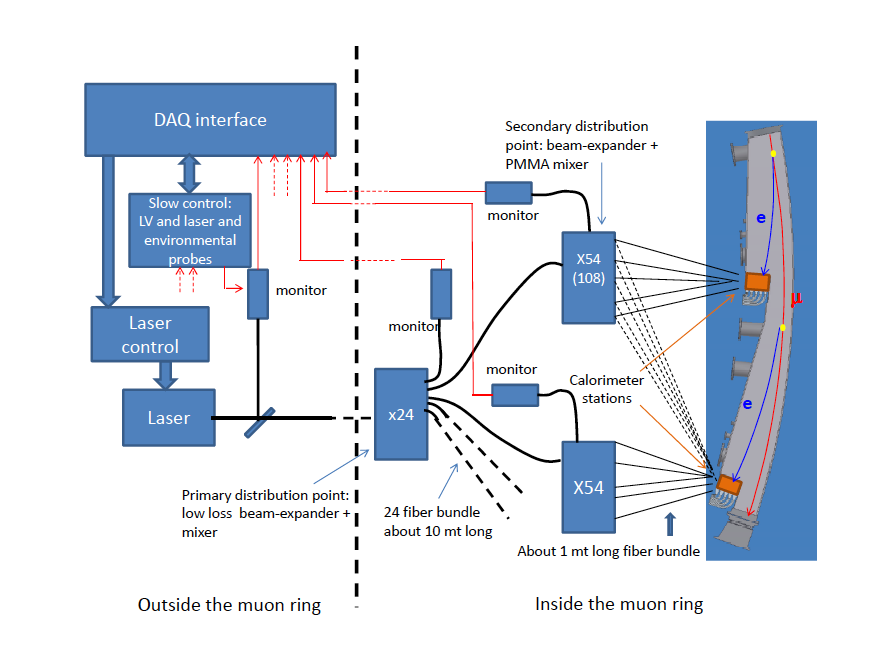 DAQ interface
Slow control:
LV and laser and
environmental
probes
monitor
Laser
control
Laser
Primary distribution point:
low loss  beam-expander +
mixer
Outside the muon ring
Secondary distribution
point: beam-expander +
PMMA mixer
monitor
X54
(108)
monitor
x24
monitor
Calorimeter
stations
X54
24 fiber bundle
about 10 mt long
About 1 mt long fiber bundle
e
μ
e
Inside the muon ring